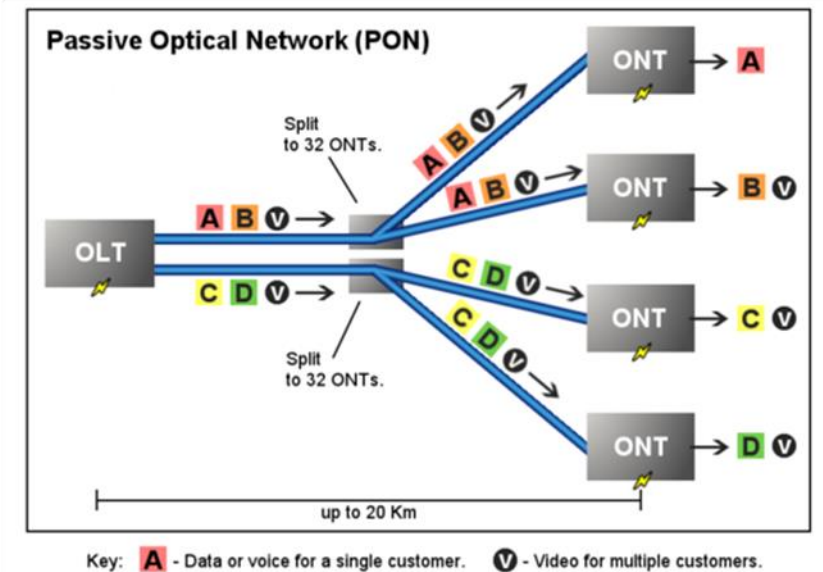 Passive Optical Network (PON)
ONT
A
Split
to 32 ONTs.
A B V
A B V
A B V
ONT
B V
OLT
C D V
C D V
C D V
ONT
C V
Split
to 32 ONTs.
ONT
D V
up to 20 Km
Key: A - Data or voice for a single customer. V - Video for multiple customers.